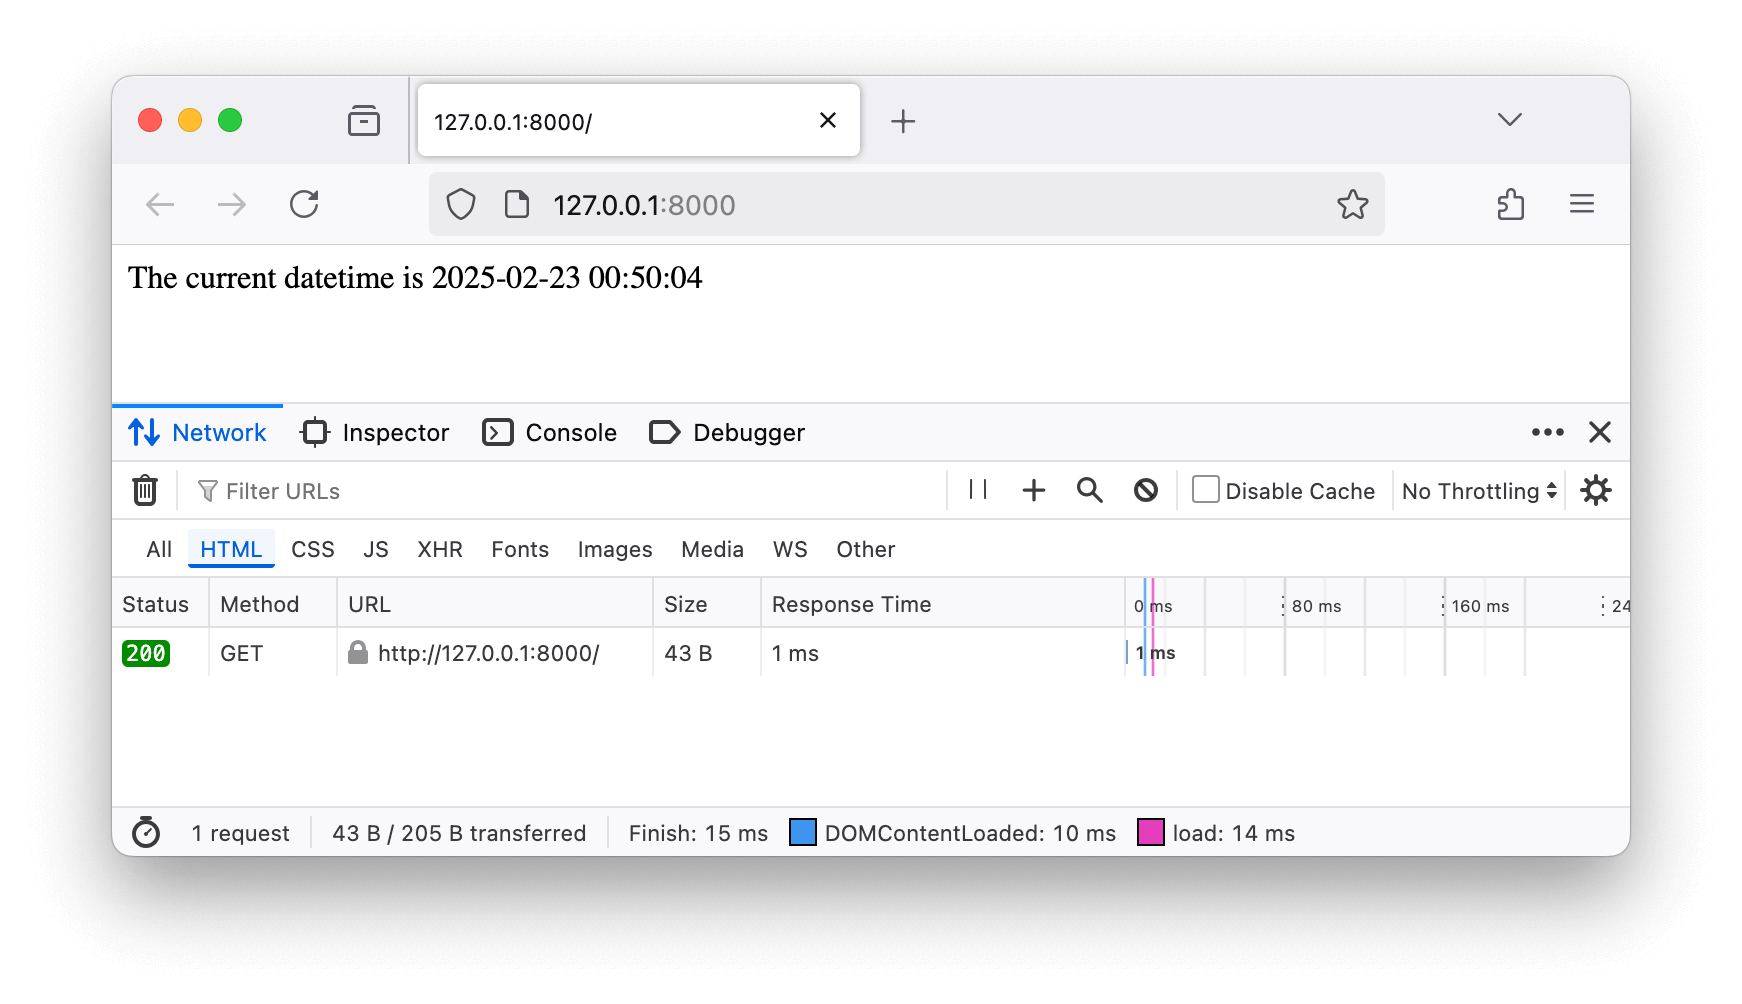 127.0.0.1:8000/
127.0.0.1:8000
The current datetime is 2025-02-23 00:50:04
Network Inspector Console Debugger
Filter URLs Disable Cache No Throttling
All HTML CSS JS XHR Fonts Images Media WS Other
Status Method URL Size Response Time 0 ms 80 ms 160 ms 24
200 GET http://127.0.0.1:8000/ 43 B 1 ms 1 ms
1 request 43 B / 205 B transferred Finish: 15 ms DOMContentLoaded: 10 ms load: 14 ms